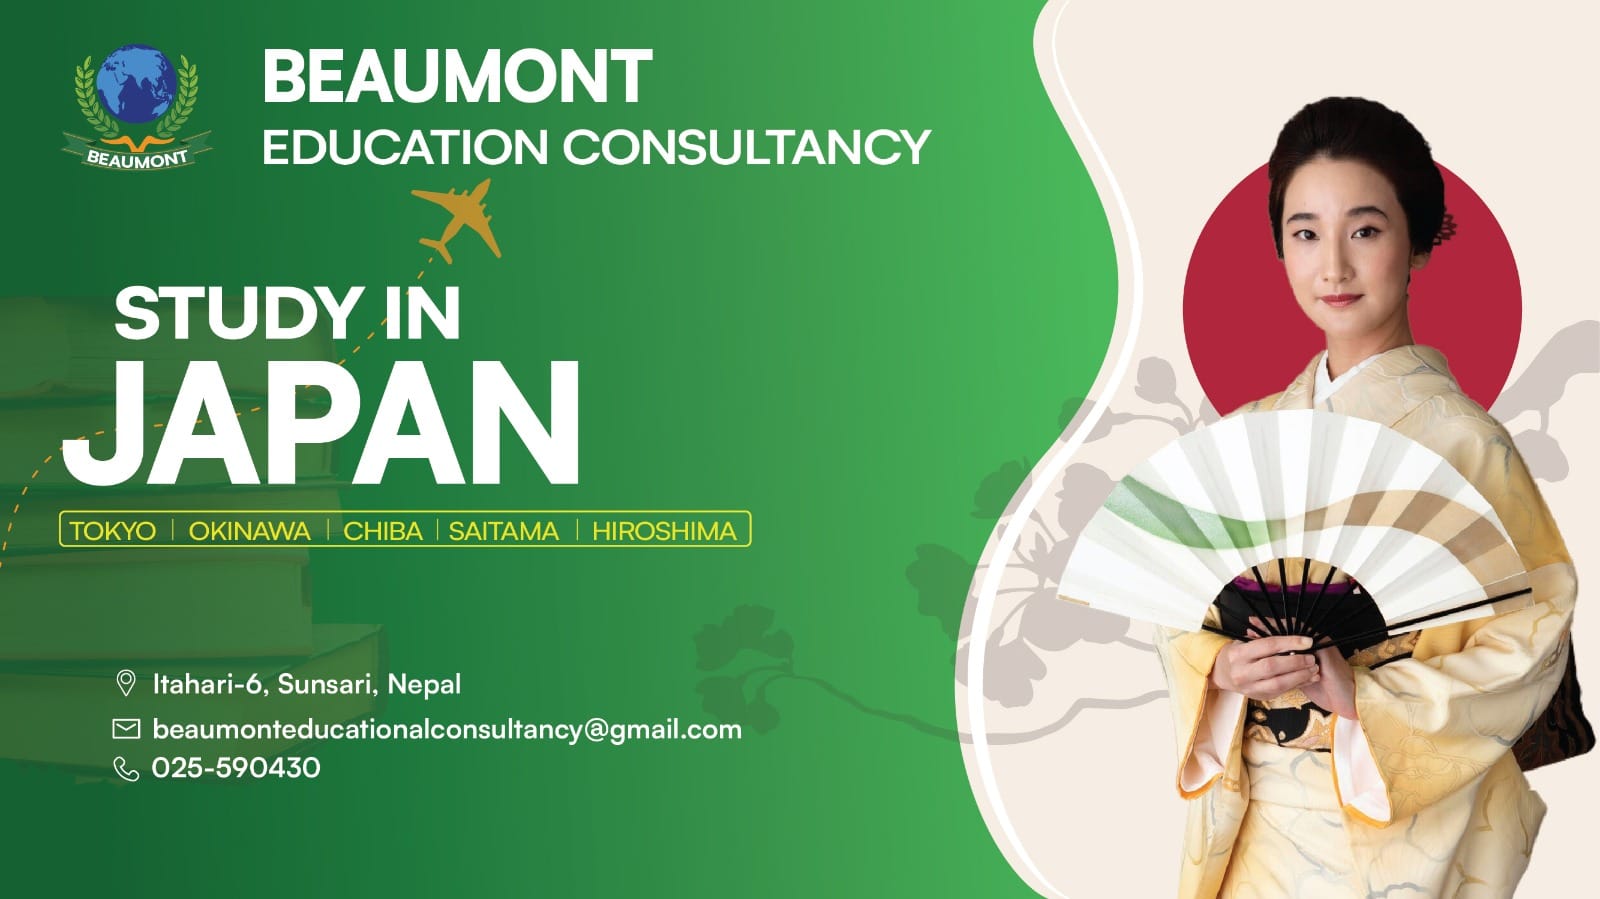 BEAUMONT
BEAUMONT
EDUCATION CONSULTANCY
STUDY IN
JAPAN
TOKYO | OKINAWA | CHIBA | SAITAMA | HIROSHIMA
Itahari-6, Sunsari, Nepal
beaumonteducationalconsultancy@gmail.com
025-590430